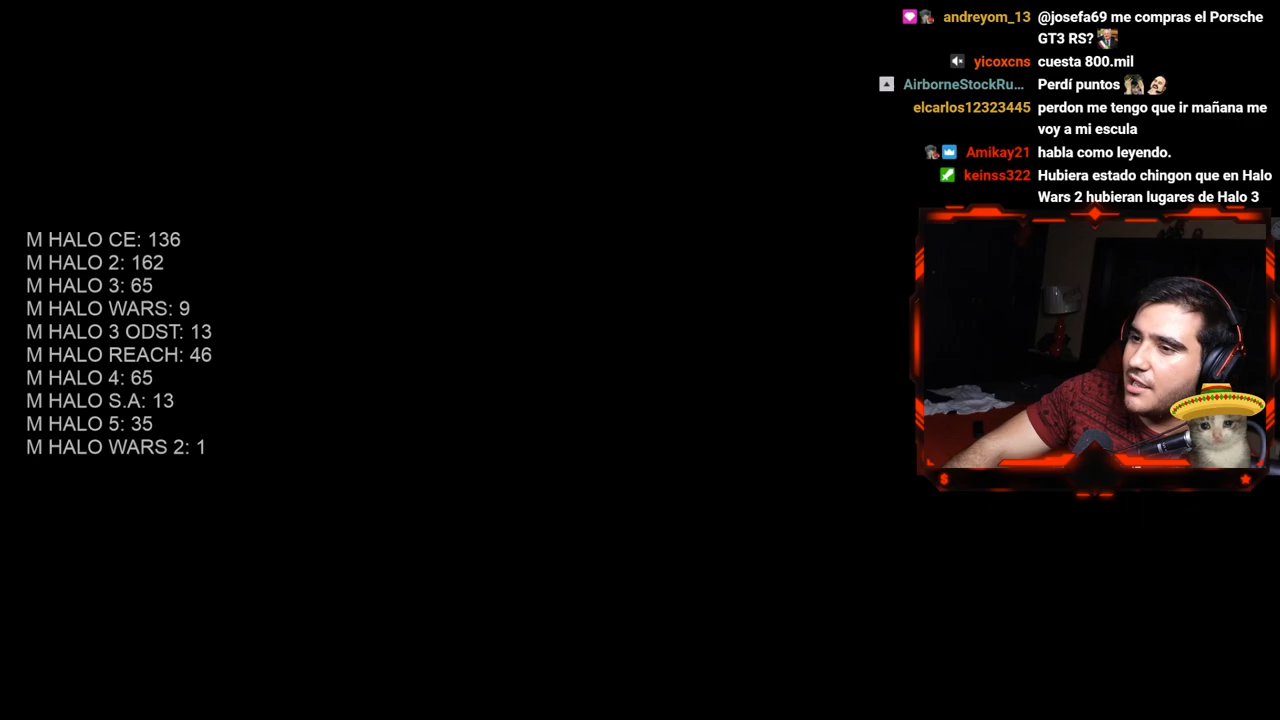 M HALO CE: 136
M HALO 2: 162
M HALO 3: 65
M HALO WARS: 9
M HALO 3 ODST: 13
M HALO REACH: 46
M HALO 4: 65
M HALO S.A: 13
M HALO 5: 35
M HALO WARS 2: 1
andreyom_13 @josefa69 me compras el Porsche
GT3 RS?
yicoxcns cuesta 800.mil
AirborneStockRu... Perdí puntos
elcarlos12323445 perdon me tengo que ir mañana me
voy a mi escula
Amikay21 habla como leyendo.
keinss322 Hubiera estado chingon que en Halo
Wars 2 hubieran lugares de Halo 3
$